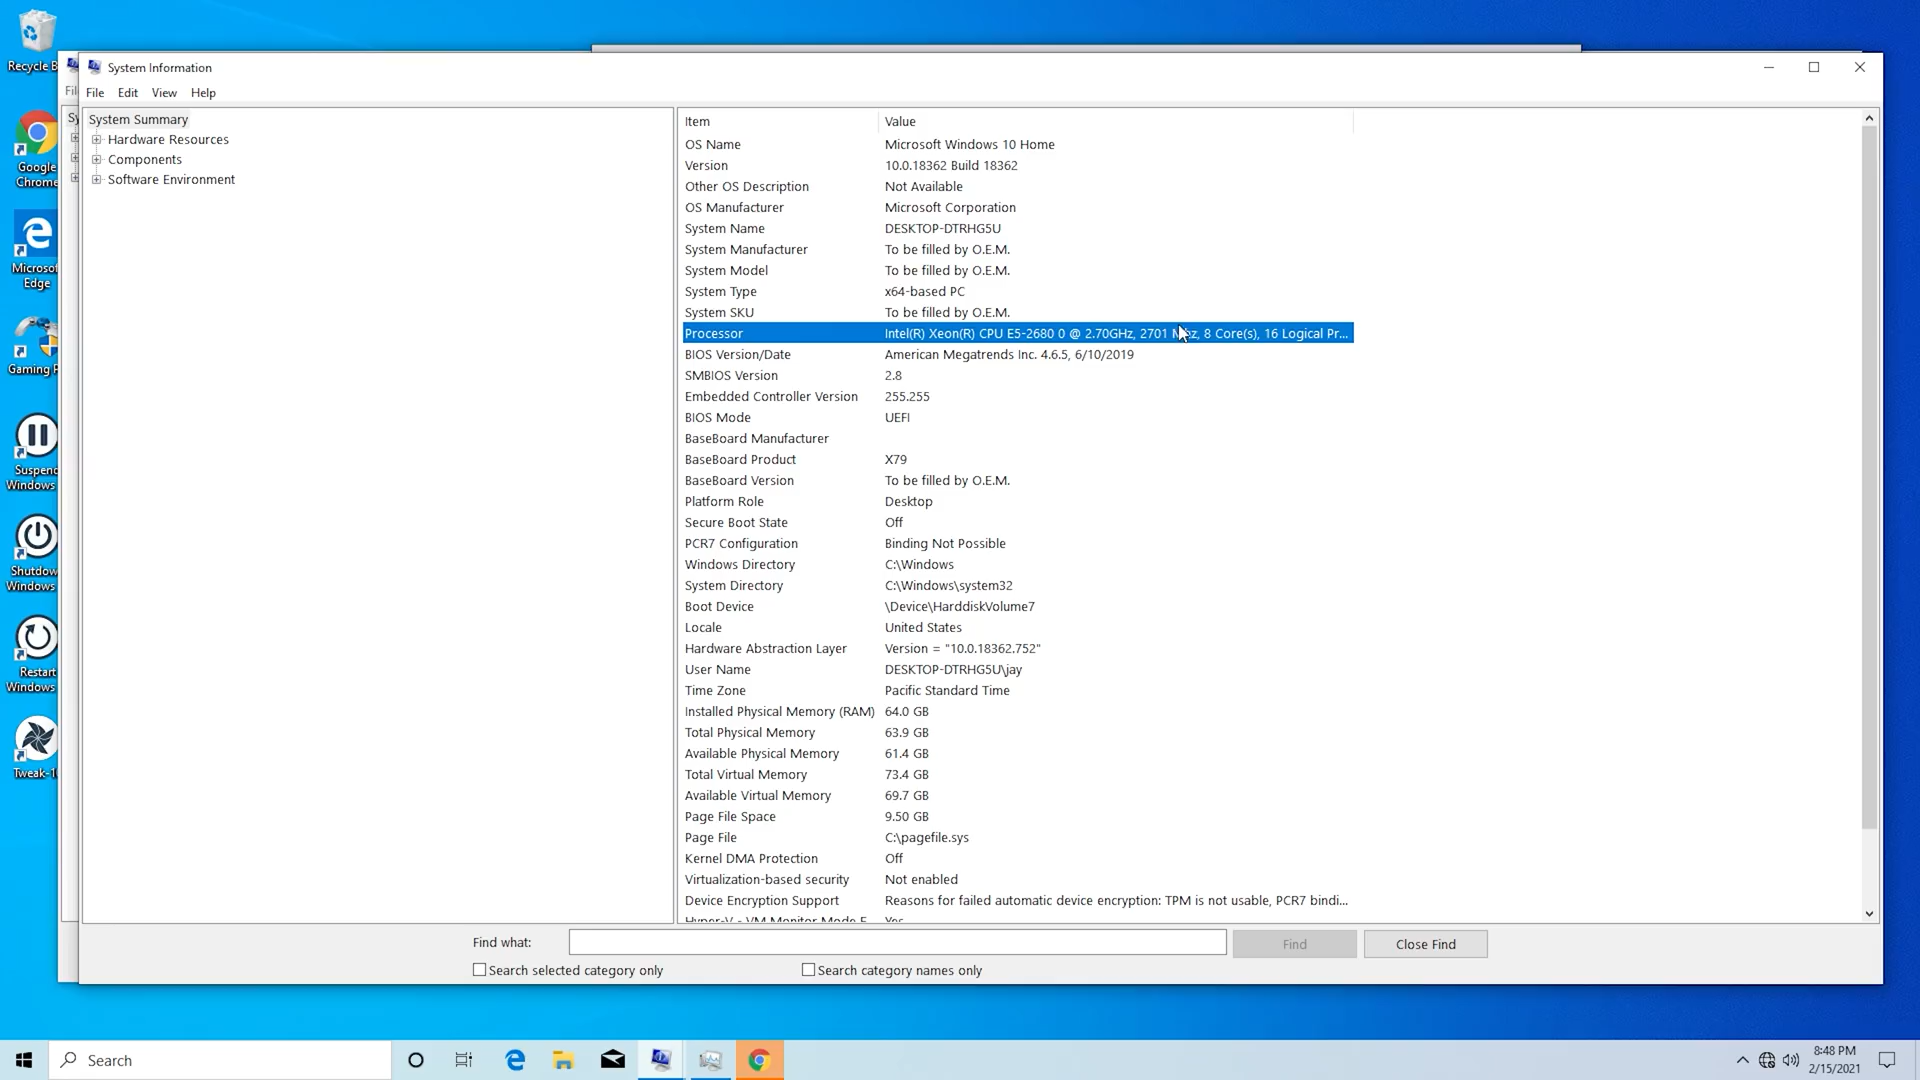 Recycle B
Google
Chrome
Microsof
Edge
Gaming P
Suspend
Windows
Shutdow
Windows
Restart
Windows
Tweak-1
Fil
Sy
System Information
File Edit View Help
System Summary
Hardware Resources
Components
Software Environment
Item Value
OS Name Microsoft Windows 10 Home
Version 10.0.18362 Build 18362
Other OS Description Not Available
OS Manufacturer Microsoft Corporation
System Name DESKTOP-DTRHG5U
System Manufacturer To be filled by O.E.M.
System Model To be filled by O.E.M.
System Type x64-based PC
System SKU To be filled by O.E.M.
Processor Intel(R) Xeon(R) CPU E5-2680 0 @ 2.70GHz, 2701 Mhz, 8 Core(s), 16 Logical Pr...
BIOS Version/Date American Megatrends Inc. 4.6.5, 6/10/2019
SMBIOS Version 2.8
Embedded Controller Version 255.255
BIOS Mode UEFI
BaseBoard Manufacturer
BaseBoard Product X79
BaseBoard Version To be filled by O.E.M.
Platform Role Desktop
Secure Boot State Off
PCR7 Configuration Binding Not Possible
Windows Directory C:\Windows
System Directory C:\Windows\system32
Boot Device \Device\HarddiskVolume7
Locale United States
Hardware Abstraction Layer Version = "10.0.18362.752"
User Name DESKTOP-DTRHG5U\jay
Time Zone Pacific Standard Time
Installed Physical Memory (RAM) 64.0 GB
Total Physical Memory 63.9 GB
Available Physical Memory 61.4 GB
Total Virtual Memory 73.4 GB
Available Virtual Memory 69.7 GB
Page File Space 9.50 GB
Page File C:\pagefile.sys
Kernel DMA Protection Off
Virtualization-based security Not enabled
Device Encryption Support Reasons for failed automatic device encryption: TPM is not usable, PCR7 bindi...
Hyper-V - VM Monitor Mode E Yes
Find what: Find Close Find
Search selected category only Search category names only
Search
8:48 PM
2/15/2021